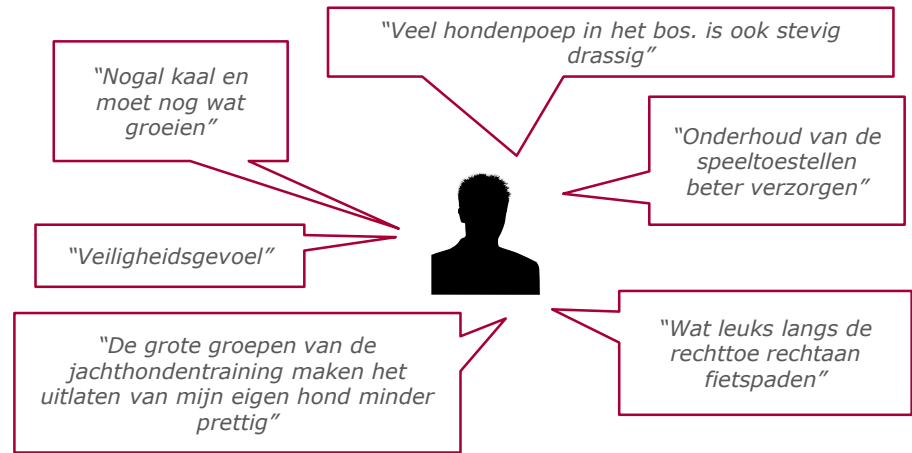 “Veel hondenpoep in het bos. is ook stevig
drassig”
“Nogal kaal en
moet nog wat
groeien”
“Onderhoud van de
speeltoestellen
beter verzorgen”
“Veiligheidsgevoel”
“De grote groepen van de
jachthondentraining maken het
uitlaten van mijn eigen hond minder
prettig”
“Wat leuks langs de
rechttoe rechtaan
fietspaden”